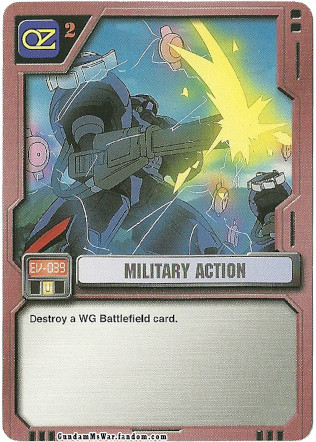 OZ 2
EV-039
U
MILITARY ACTION
Destroy a WG Battlefield card.
GundamMsWar.fandom.com